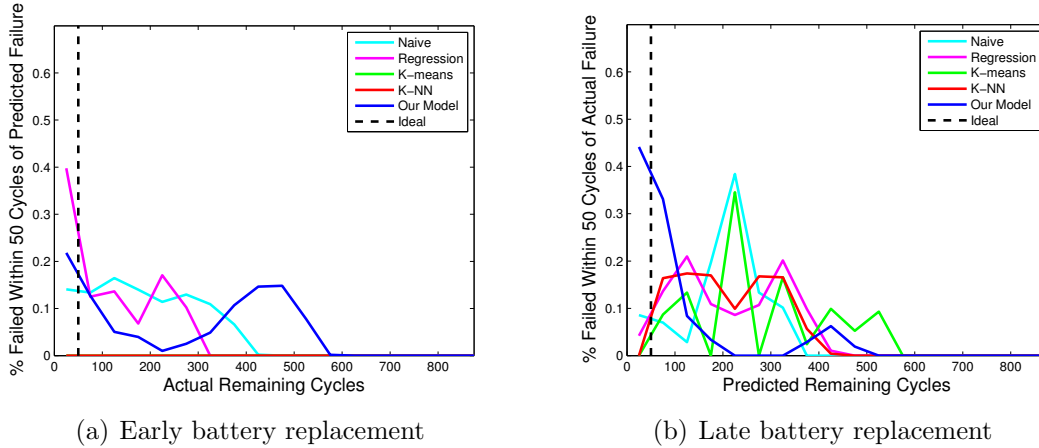 % Failed Within 50 Cycles of Predicted Failure
0.6
0.5
0.4
0.3
0.2
0.1
0
0 100 200 300 400 500 600 700 800
Actual Remaining Cycles
Naive
Regression
K-means
K-NN
Our Model
Ideal
(a) Early battery replacement
% Failed Within 50 Cycles of Actual Failure
0.6
0.5
0.4
0.3
0.2
0.1
0
0 100 200 300 400 500 600 700 800
Predicted Remaining Cycles
Naive
Regression
K-means
K-NN
Our Model
Ideal
(b) Late battery replacement